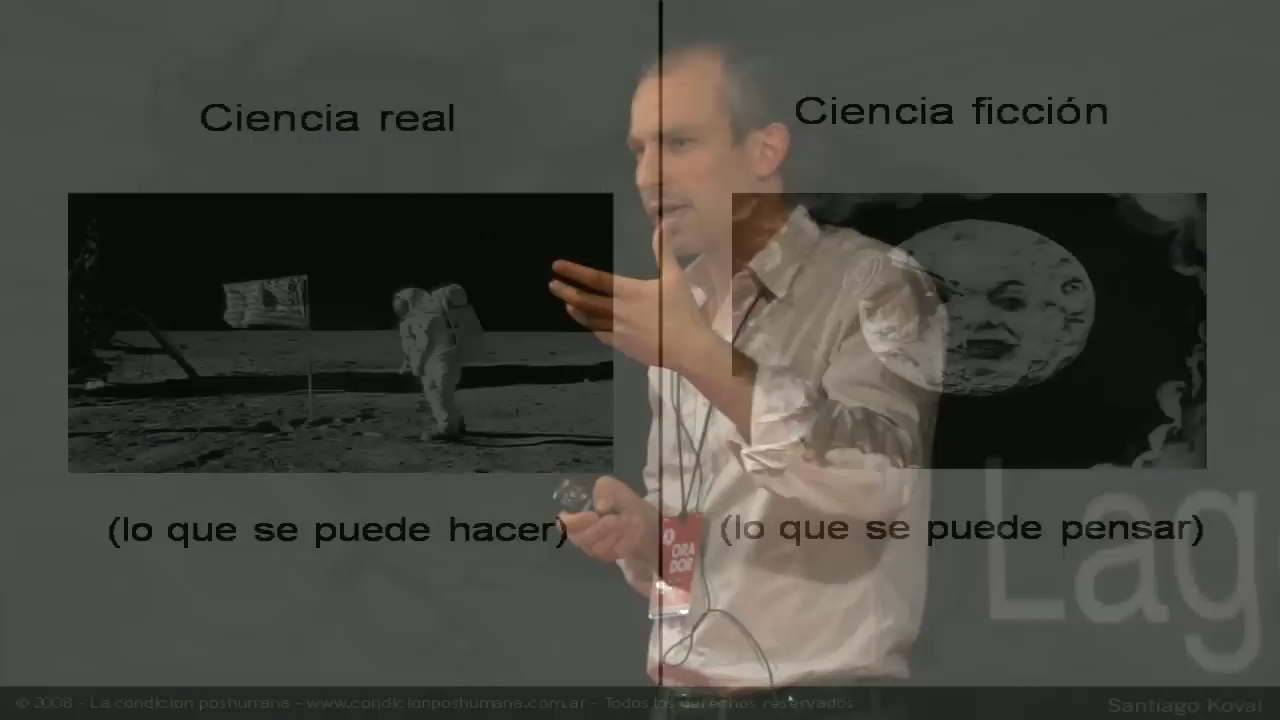 Ciencia real
Ciencia ficción
(lo que se puede hacer)
(lo que se puede pensar)
ORA
DOR
Lag
© 2008 - La condicion poshumana - www.condicionposhumana.com.ar - Todos los derechos reservados
Santiago Koval